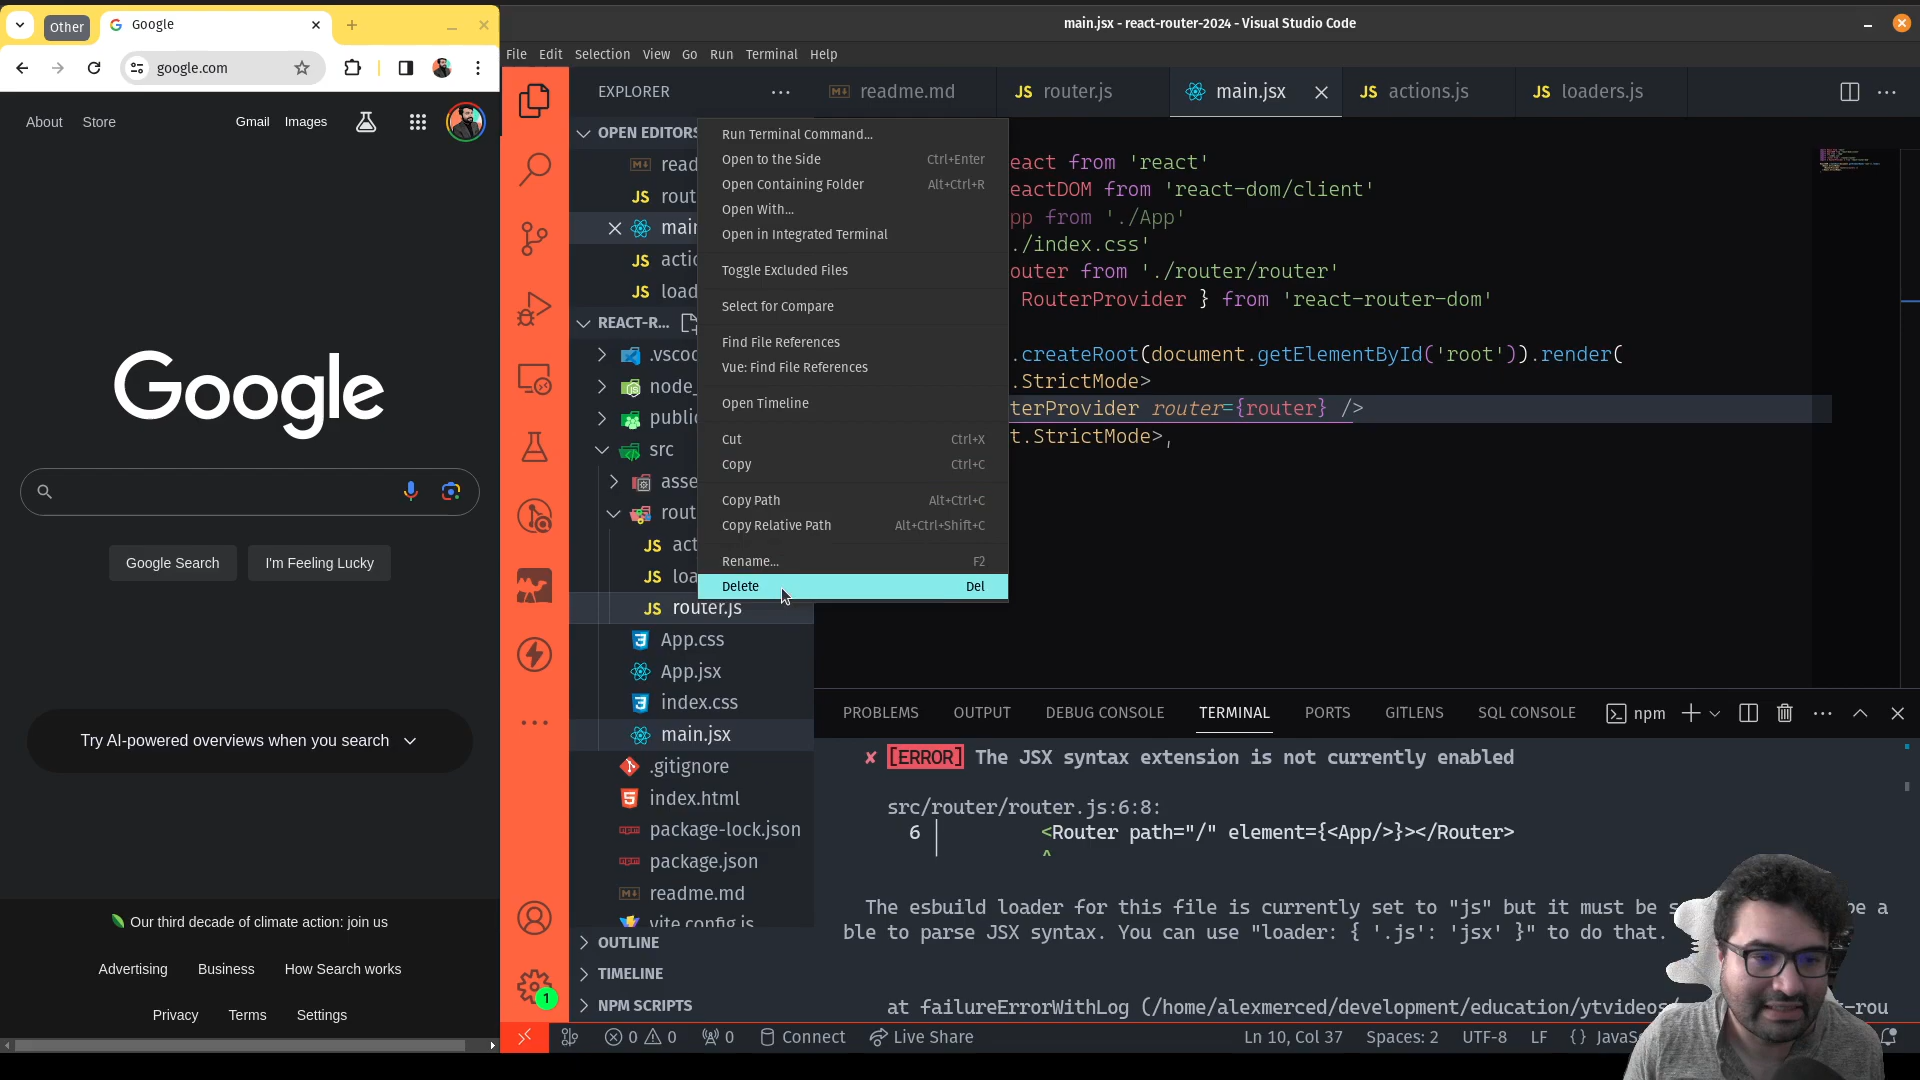 Other
Google
main.jsx - react-router-2024 - Visual Studio Code
google.com
File Edit Selection View Go Run Terminal Help
About Store Gmail Images
Google
Google Search I'm Feeling Lucky
Try AI-powered overviews when you search
Our third decade of climate action: join us
Advertising Business How Search works
Privacy Terms Settings
EXPLORER
readme.md JS router.js main.jsx JS actions.js JS loaders.js
OPEN EDITORS
read
JS rout
main
JS actio
JS load
REACT-R...
.vscod
node_
public
src
asse
rout
JS act
JS loa
JS router.js
App.css
App.jsx
index.css
main.jsx
.gitignore
index.html
package-lock.json
package.json
readme.md
vite.config.js
OUTLINE
TIMELINE
NPM SCRIPTS
Run Terminal Command...
Open to the Side Ctrl+Enter
Open Containing Folder Alt+Ctrl+R
Open With...
Open in Integrated Terminal
Toggle Excluded Files
Select for Compare
Find File References
Vue: Find File References
Open Timeline
Cut Ctrl+X
Copy Ctrl+C
Copy Path Alt+Ctrl+C
Copy Relative Path Alt+Ctrl+Shift+C
Rename... F2
Delete Del
eact from 'react'
eactDOM from 'react-dom/client'
pp from './App'
./index.css'
outer from './router/router'
RouterProvider } from 'react-router-dom'
.createRoot(document.getElementById('root')).render(
.StrictMode>
terProvider router={router} />
t.StrictMode>,
PROBLEMS OUTPUT DEBUG CONSOLE TERMINAL PORTS GITLENS SQL CONSOLE npm
✘ [ERROR] The JSX syntax extension is not currently enabled
src/router/router.js:6:8:
6 │ <Router path="/" element={<App/>}></Router>
^
The esbuild loader for this file is currently set to "js" but it must be s be a
ble to parse JSX syntax. You can use "loader: { '.js': 'jsx' }" to do that.
at failureErrorWithLog (/home/alexmerced/development/education/ytvideos/ t-rou
1
0 0 0 Connect Live Share Ln 10, Col 37 Spaces: 2 UTF-8 LF {} JavaS